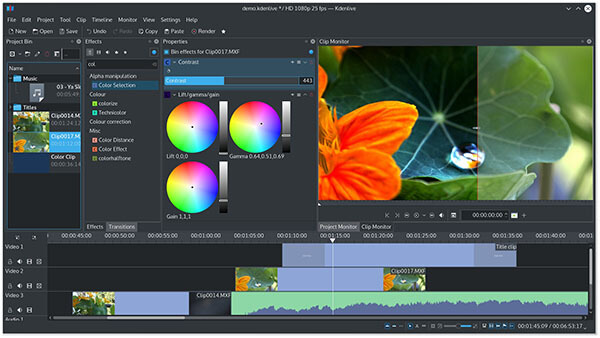 demo.kdenlive */ HD 1080p 25 fps — Kdenlive
File Edit Project Tool Clip Timeline Monitor View Settings Help
New Open Save Undo Copy Paste Render
Project Bin
Name
Music
03 - Ya Sl
00:05:49:
Titles
Clip0014.MX
00:01:24:12
Clip0017.MX
00:01:12:00
Color Clip
00:00:36:14
Effects
col
Alpha manipulation
Color Selection
Colour
colorize
Technicolor
Colour correction
Misc
Color Distance
Color Effect
colorhalftone
Effects Transitions
Properties
Bin effects for Clip0017.MXF
Contrast
Contrast 443
Lift/gamma/gain
Lift 0,0,0
Gamma 0.64,0.51,0.69
Gain 1,1,1
Clip Monitor
00:00:00:00
Project Monitor Clip Monitor
00:00:45:00 00:00:50:00 00:00:55:00 00:01:00:00 00:01:05:00 00:01:10:00 00:01:15:00 00:01:20:00 00:01:25:00 00:01:30:00 00:01:35:00 00:01:40:00
Video 1
Title clip
Video 2
Clip0017.MXF
Video 3
Clip0014.MXF
Audio 1
00:01:45:09 / 00:06:53:17